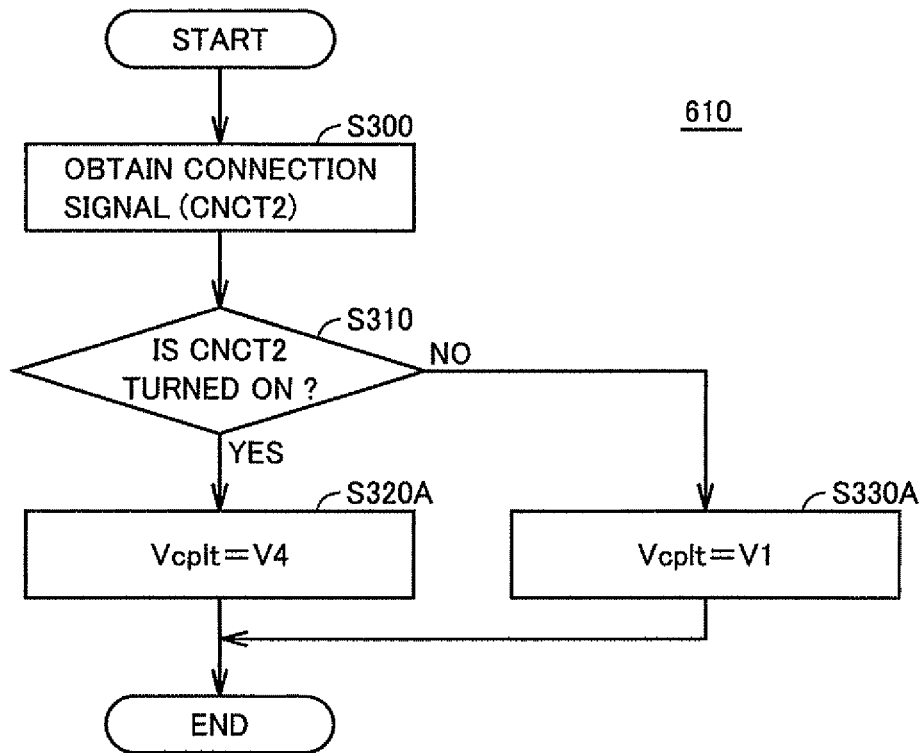 START
610
S300
OBTAIN CONNECTION
SIGNAL (CNCT2)
S310
IS CNCT2
TURNED ON ?
NO
YES
S320A
Vcplt=V4
S330A
Vcplt=V1
END